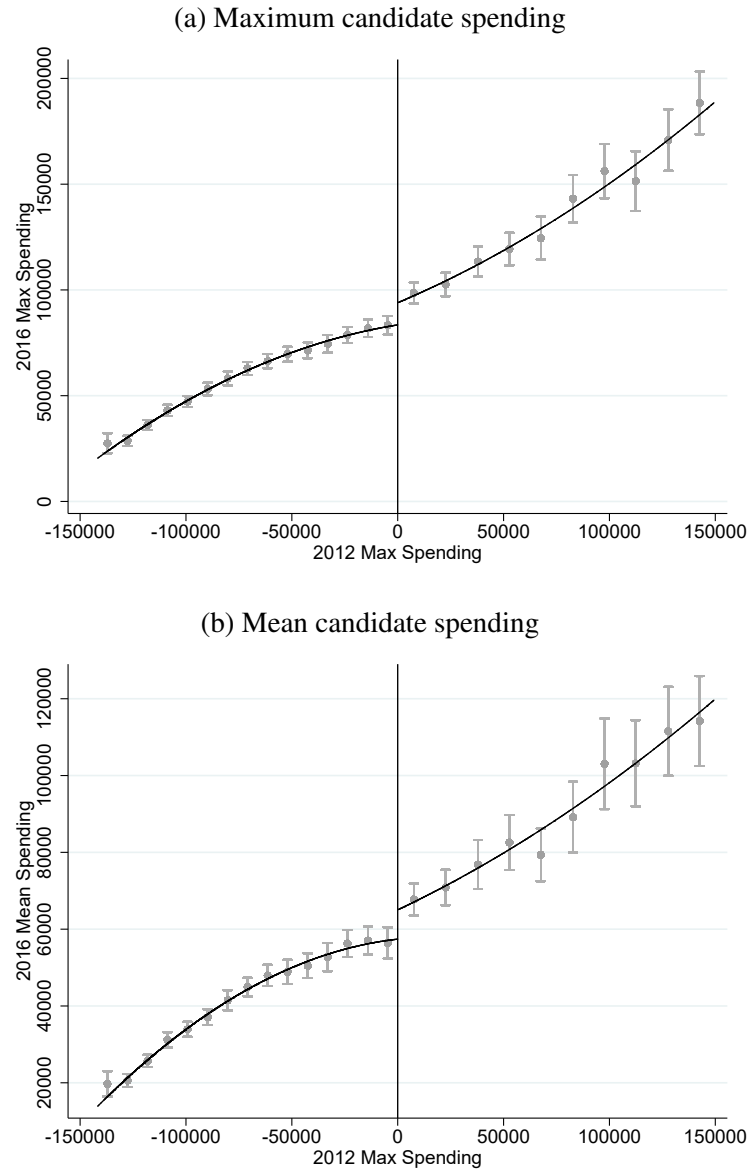 (a) Maximum candidate spending
200000
150000
100000
50000
0
2016 Max Spending
-150000 -100000 -50000 0 50000 100000 150000
2012 Max Spending
(b) Mean candidate spending
120000
100000
80000
60000
40000
20000
2016 Mean Spending
-150000 -100000 -50000 0 50000 100000 150000
2012 Max Spending